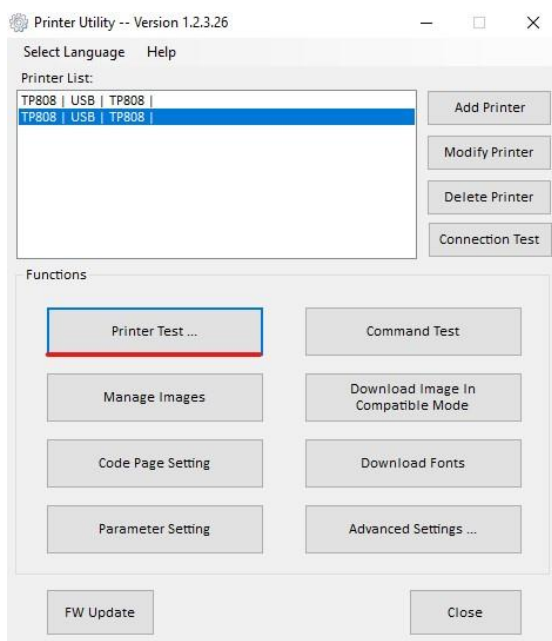 Printer Utility -- Version 1.2.3.26
Select Language Help
Printer List:
TP808 | USB | TP808 |
TP808 | USB | TP808 |
Add Printer
Modify Printer
Delete Printer
Connection Test
Functions
Printer Test ...
Command Test
Manage Images
Download Image In
Compatible Mode
Code Page Setting
Download Fonts
Parameter Setting
Advanced Settings ...
FW Update
Close